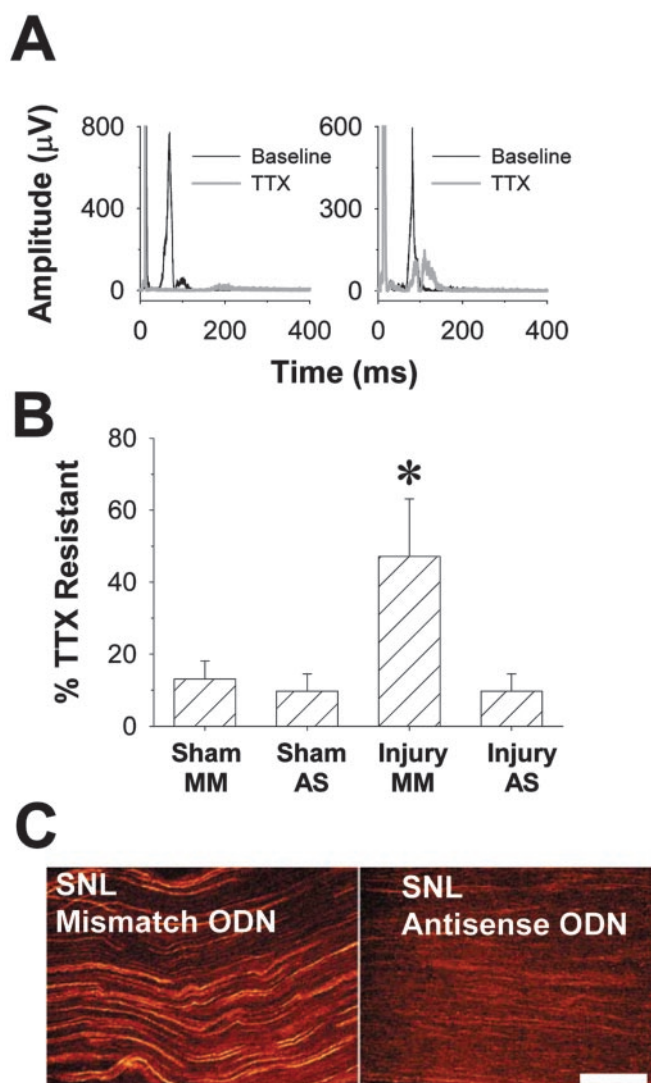 A
Amplitude (µV)
800
400
0
Baseline
TTX
0 200 400
600
300
0
Baseline
TTX
0 200 400
Time (ms)
B
% TTX Resistant
80
60
40
20
0
*
Sham
MM
Sham
AS
Injury
MM
Injury
AS
C
SNL
Mismatch ODN
SNL
Antisense ODN